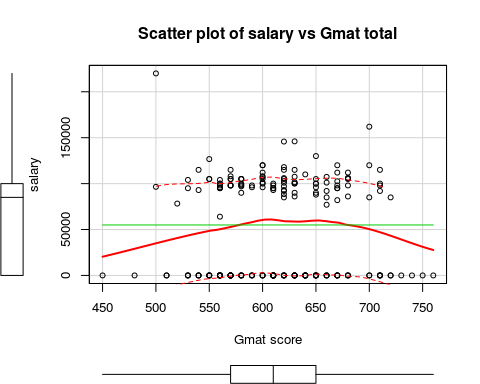 Scatter plot of salary vs Gmat total
salary
150000
50000
0
450 500 550 600 650 700 750
Gmat score